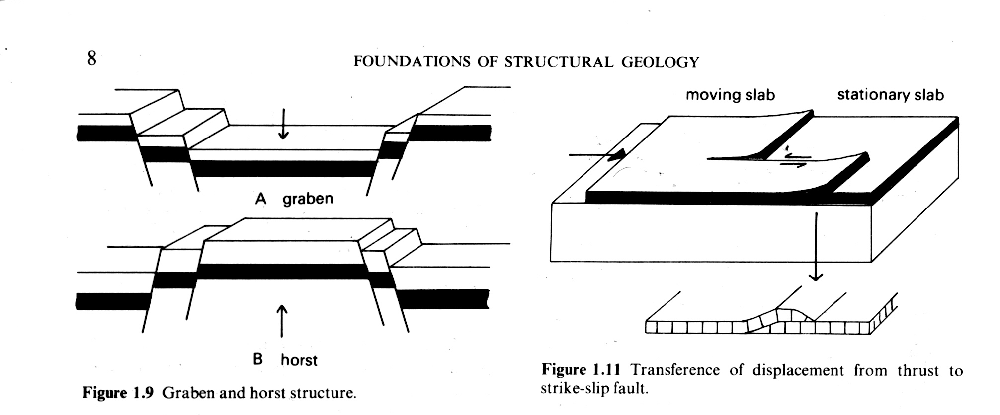 8
FOUNDATIONS OF STRUCTURAL GEOLOGY
A graben
B horst
Figure 1.9 Graben and horst structure.
moving slab
stationary slab
Figure 1.11 Transference of displacement from thrust to
strike-slip fault.